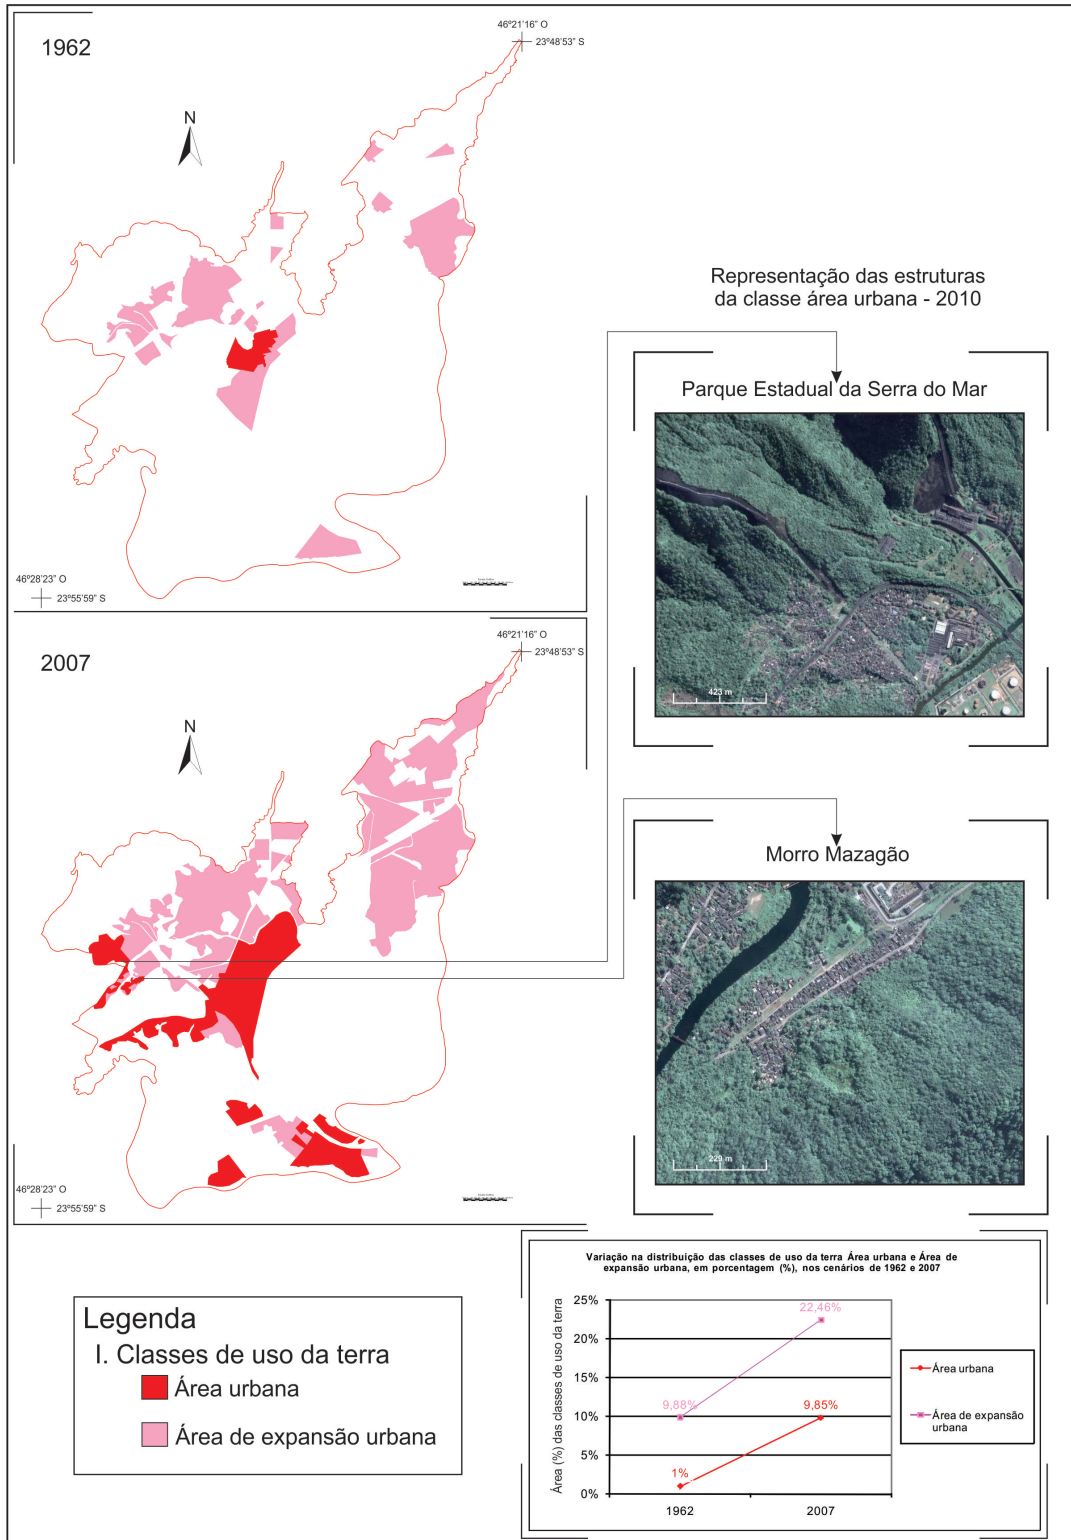 1962
46º21'16" O
23º48'53" S
N
46º28'23" O
23º55'59" S
2007
46º21'16" O
23º48'53" S
N
46º28'23" O
23º55'59" S
Representação das estruturas
da classe área urbana - 2010
Parque Estadual da Serra do Mar
423 m
Morro Mazagão
229 m
Legenda
I. Classes de uso da terra
Área urbana
Área de expansão urbana
Variação na distribuição das classes de uso da terra Área urbana e Área de
expansão urbana, em porcentagem (%), nos cenários de 1962 e 2007
Área (%) das classes de uso da terra
25%
20%
15%
10%
5%
0%
22,46%
9,88%
9,85%
1%
1962
2007
Área urbana
Área de expansão
urbana